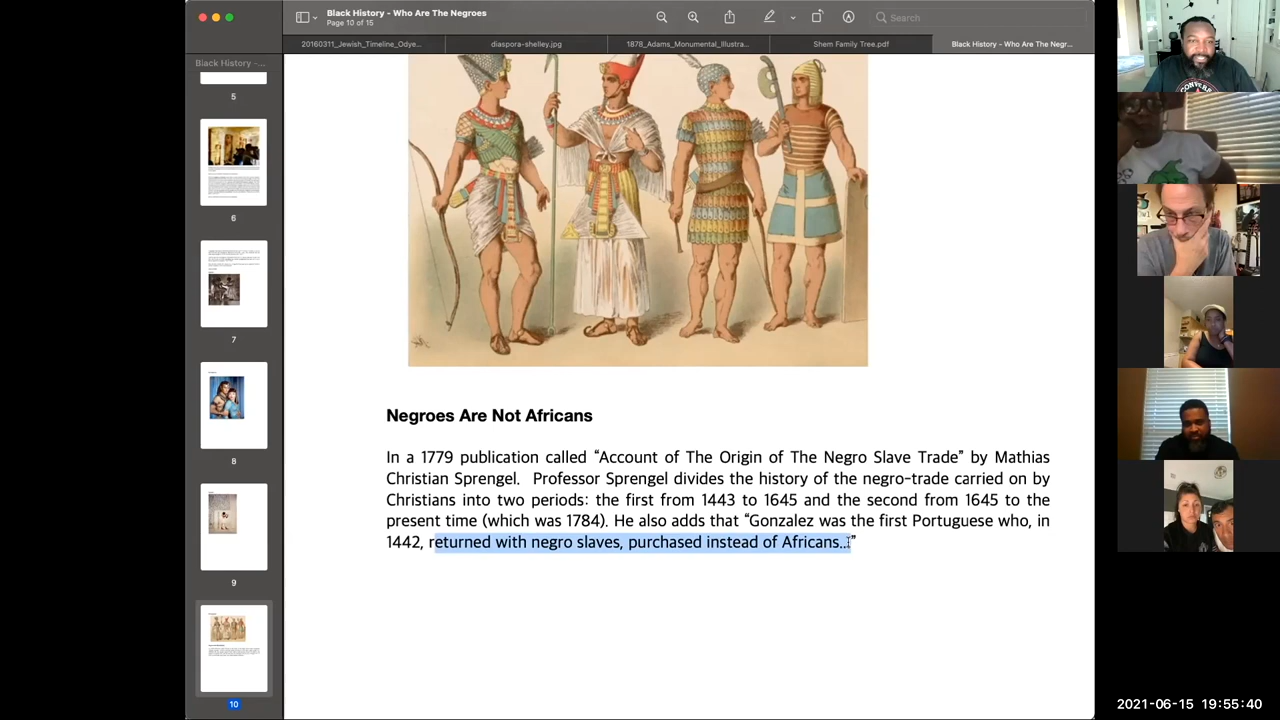 Black History - Who Are The Negroes
Page 10 of 15
Search
20160311_Jewish_Timeline_Odye...
diaspora-shelley.jpg
1878_Adams_Monumental_Illustra...
Shem Family Tree.pdf
Black History - Who Are The Negr...
Black History -...
5
6
7
8
9
10
Negroes Are Not Africans
In a 1779 publication called “Account of The Origin of The Negro Slave Trade” by Mathias
Christian Sprengel.  Professor Sprengel divides the history of the negro-trade carried on by
Christians into two periods: the first from 1443 to 1645 and the second from 1645 to the
present time (which was 1784). He also adds that “Gonzalez was the first Portuguese who, in
1442, returned with negro slaves, purchased instead of Africans...”
2021-06-15 19:55:40